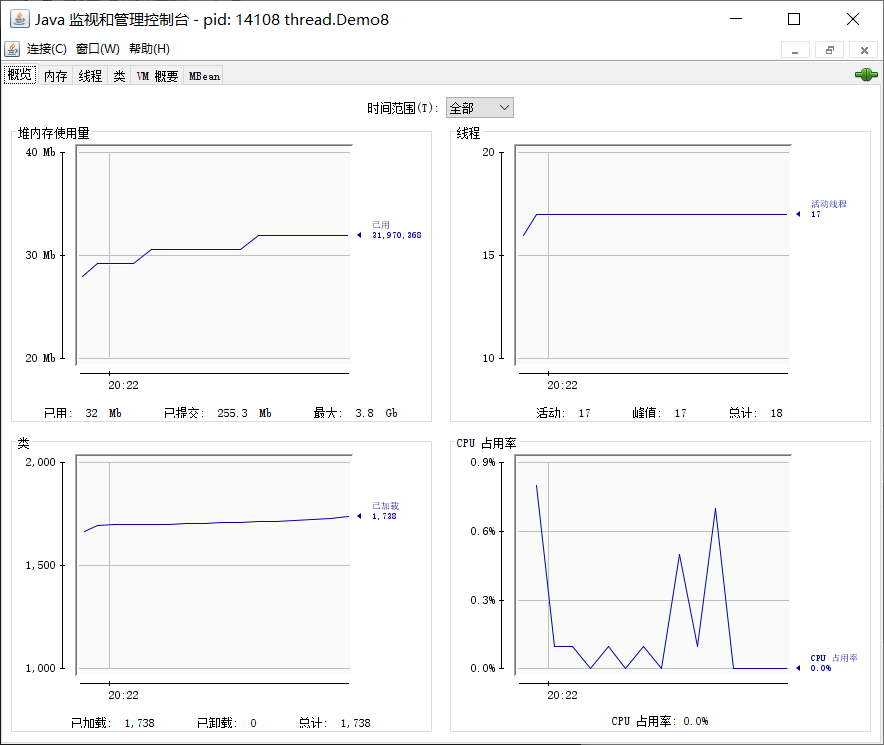 Java 监视和管理控制台 - pid: 14108 thread.Demo8
连接(C) 窗口(W) 帮助(H)
概览 内存 线程 类 VM 概要 MBean
时间范围(T): 全部
堆内存使用量
40 Mb
30 Mb
20 Mb
已用
31,970,368
20:22
已用: 32 Mb 已提交: 255.3 Mb 最大: 3.8 Gb
线程
20
15
10
活动线程
17
20:22
活动: 17 峰值: 17 总计: 18
类
2,000
1,500
1,000
已加载
1,738
20:22
已加载: 1,738 已卸载: 0 总计: 1,738
CPU 占用率
0.9%
0.6%
0.3%
0.0%
CPU 占用率
0.0%
20:22
CPU 占用率: 0.0%